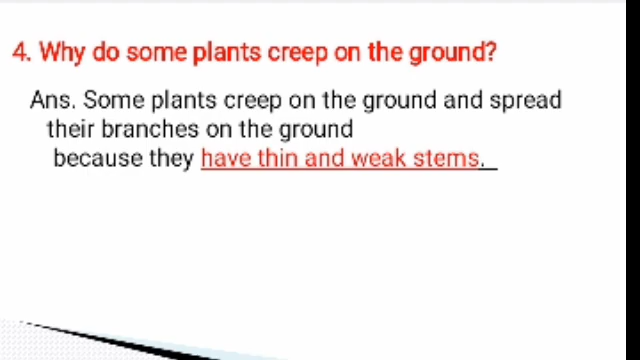 4. Why do some plants creep on the ground?
Ans. Some plants creep on the ground and spread
their branches on the ground
because they have thin and weak stems.